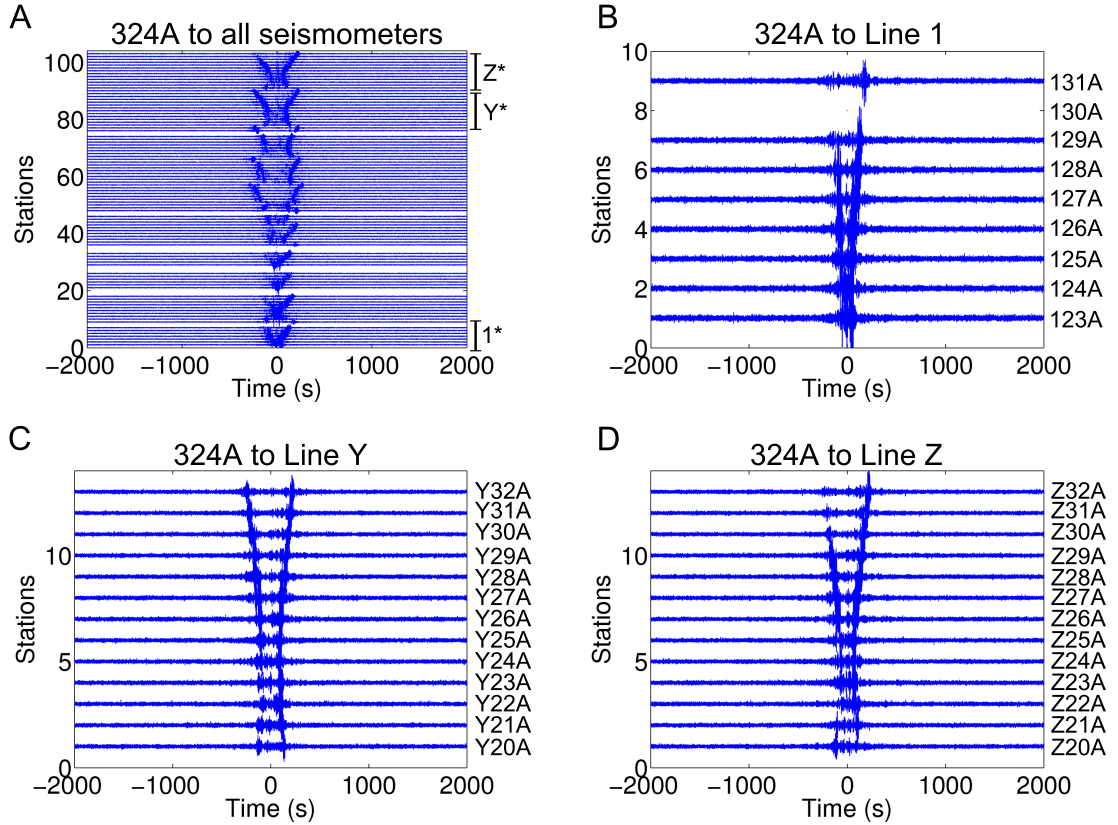 A
324A to all seismometers
100
80
60
40
20
0
Stations
Z*
Y*
1*
−2000 −1000 0 1000 2000
Time (s)
B
324A to Line 1
10
8
6
4
2
0
Stations
131A
130A
129A
128A
127A
126A
125A
124A
123A
−2000 −1000 0 1000 2000
Time (s)
C
324A to Line Y
10
5
0
Stations
Y32A
Y31A
Y30A
Y29A
Y28A
Y27A
Y26A
Y25A
Y24A
Y23A
Y22A
Y21A
Y20A
−2000 −1000 0 1000 2000
Time (s)
D
324A to Line Z
10
5
0
Stations
Z32A
Z31A
Z30A
Z29A
Z28A
Z27A
Z26A
Z25A
Z24A
Z23A
Z22A
Z21A
Z20A
−2000 −1000 0 1000 2000
Time (s)